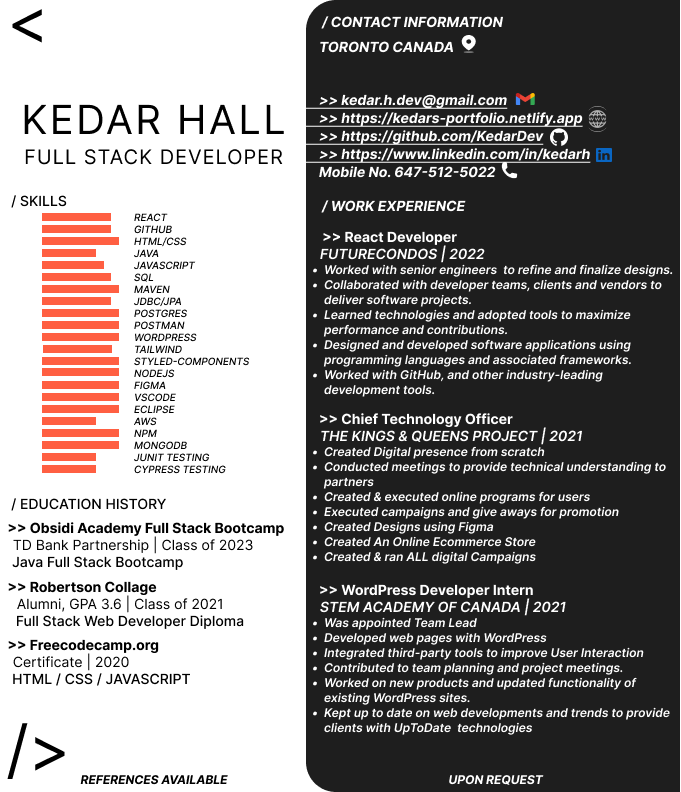 <
KEDAR HALL
FULL STACK DEVELOPER
/ SKILLS
REACT
GITHUB
HTML/CSS
JAVA
JAVASCRIPT
SQL
MAVEN
JDBC/JPA
POSTGRES
POSTMAN
WORDPRESS
TAILWIND
STYLED-COMPONENTS
NODEJS
FIGMA
VSCODE
ECLIPSE
AWS
NPM
MONGODB
JUNIT TESTING
CYPRESS TESTING
/ EDUCATION HISTORY
>> Obsidi Academy Full Stack Bootcamp
TD Bank Partnership | Class of 2023
Java Full Stack Bootcamp
>> Robertson Collage
Alumni, GPA 3.6 | Class of 2021
Full Stack Web Developer Diploma
>> Freecodecamp.org
Certificate | 2020
HTML / CSS / JAVASCRIPT
/>
REFERENCES AVAILABLE
/ CONTACT INFORMATION
TORONTO CANADA
>> kedar.h.dev@gmail.com
>> https://kedars-portfolio.netlify.app
>> https://github.com/KedarDev
>> https://www.linkedin.com/in/kedarh
Mobile No. 647-512-5022
/ WORK EXPERIENCE
>> React Developer
FUTURECONDOS | 2022
• Worked with senior engineers to refine and finalize designs.
• Collaborated with developer teams, clients and vendors to
deliver software projects.
• Learned technologies and adopted tools to maximize
performance and contributions.
• Designed and developed software applications using
programming languages and associated frameworks.
• Worked with GitHub, and other industry-leading
development tools.
>> Chief Technology Officer
THE KINGS & QUEENS PROJECT | 2021
• Created Digital presence from scratch
• Conducted meetings to provide technical understanding to
partners
• Created & executed online programs for users
• Executed campaigns and give aways for promotion
• Created Designs using Figma
• Created An Online Ecommerce Store
• Created & ran ALL digital Campaigns
>> WordPress Developer Intern
STEM ACADEMY OF CANADA | 2021
• Was appointed Team Lead
• Developed web pages with WordPress
• Integrated third-party tools to improve User Interaction
• Contributed to team planning and project meetings.
• Worked on new products and updated functionality of
existing WordPress sites.
• Kept up to date on web developments and trends to provide
clients with UpToDate technologies
UPON REQUEST